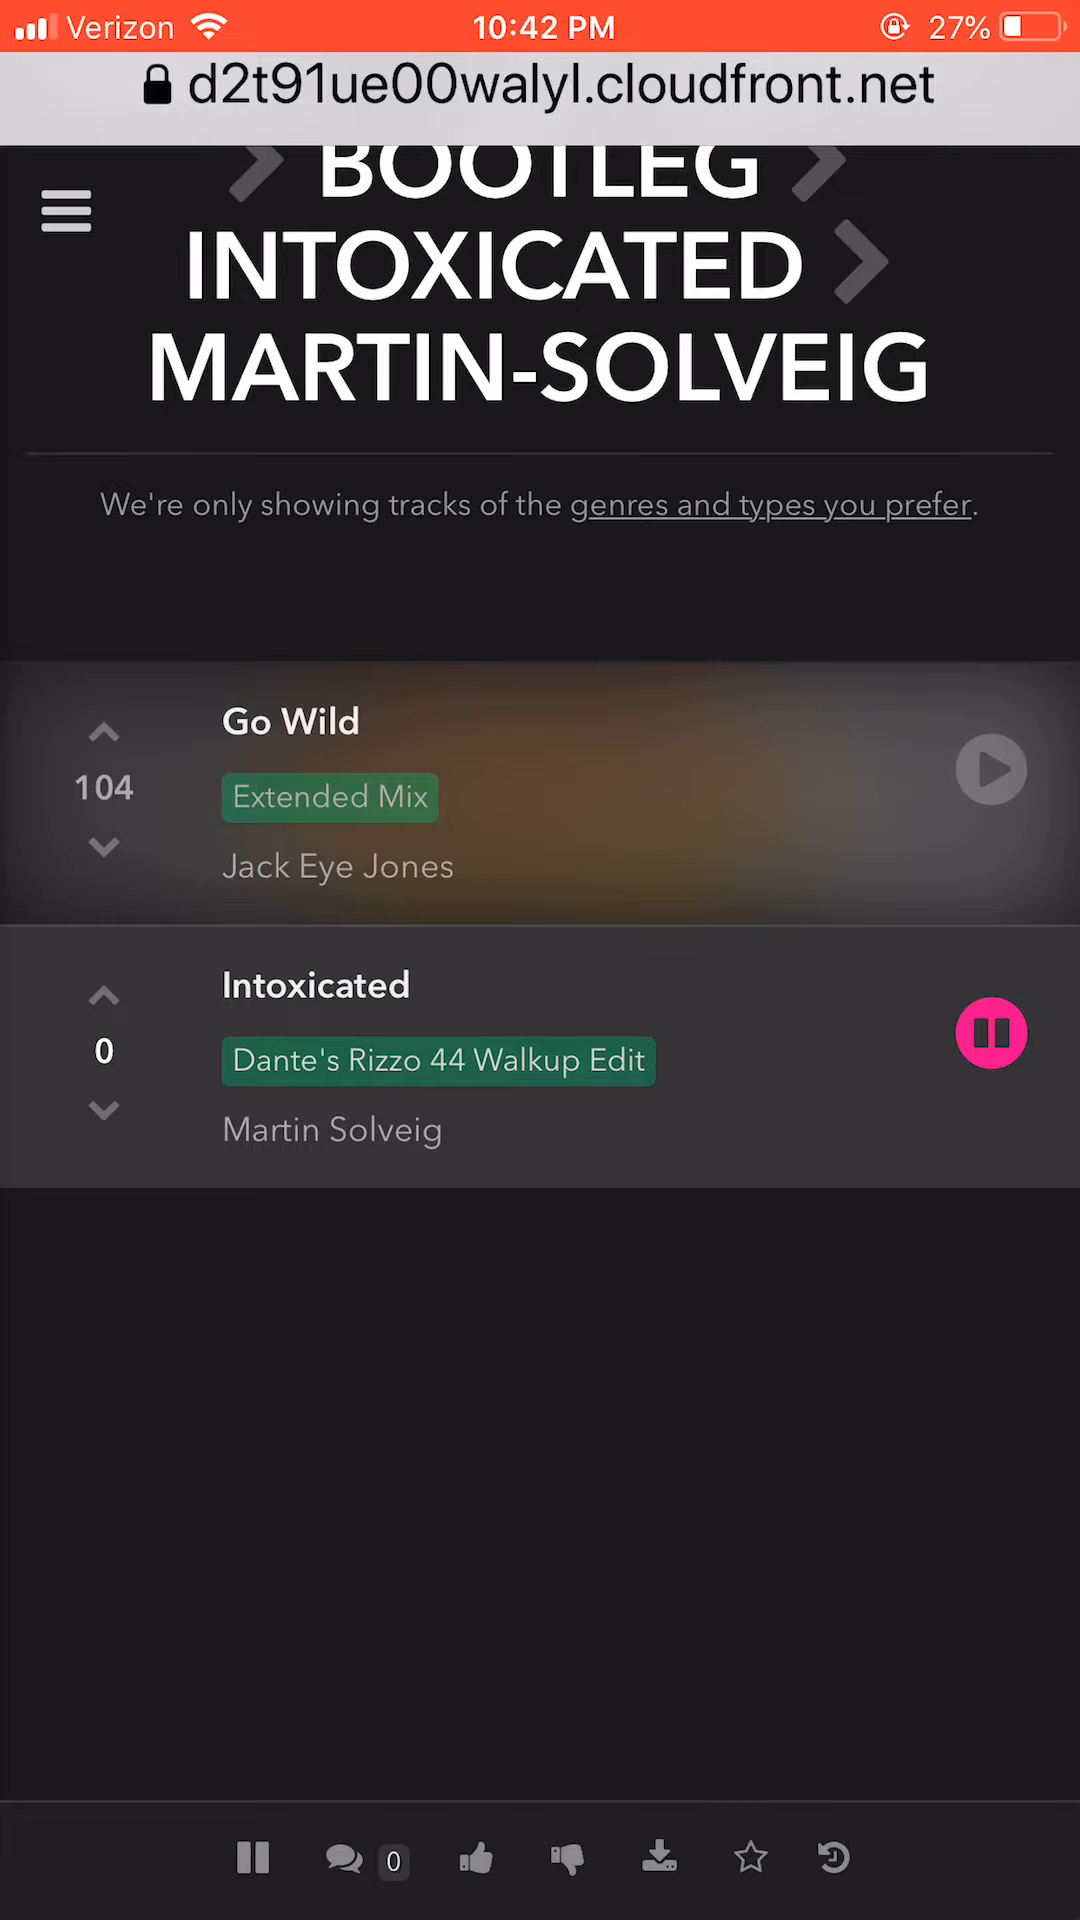 Verizon 10:42 PM 27%
d2t91ue00walyl.cloudfront.net
BOOTLEG
INTOXICATED
MARTIN-SOLVEIG
We're only showing tracks of the genres and types you prefer.
Go Wild
104
Extended Mix
Jack Eye Jones
Intoxicated
0
Dante's Rizzo 44 Walkup Edit
Martin Solveig
0